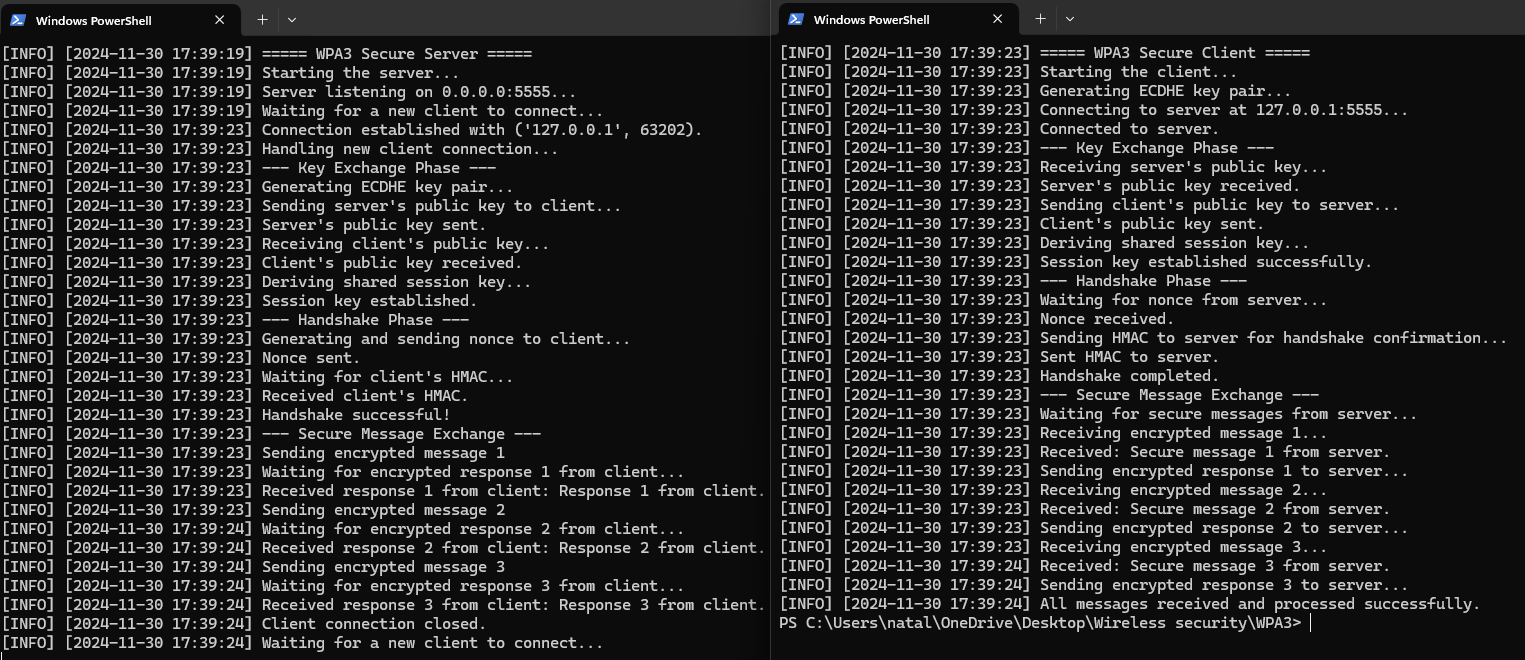 Windows PowerShell
[INFO] [2024-11-30 17:39:19] ===== WPA3 Secure Server =====
[INFO] [2024-11-30 17:39:19] Starting the server...
[INFO] [2024-11-30 17:39:19] Server listening on 0.0.0.0:5555...
[INFO] [2024-11-30 17:39:19] Waiting for a new client to connect...
[INFO] [2024-11-30 17:39:23] Connection established with ('127.0.0.1', 63202).
[INFO] [2024-11-30 17:39:23] Handling new client connection...
[INFO] [2024-11-30 17:39:23] --- Key Exchange Phase ---
[INFO] [2024-11-30 17:39:23] Generating ECDHE key pair...
[INFO] [2024-11-30 17:39:23] Sending server's public key to client...
[INFO] [2024-11-30 17:39:23] Server's public key sent.
[INFO] [2024-11-30 17:39:23] Receiving client's public key...
[INFO] [2024-11-30 17:39:23] Client's public key received.
[INFO] [2024-11-30 17:39:23] Deriving shared session key...
[INFO] [2024-11-30 17:39:23] Session key established.
[INFO] [2024-11-30 17:39:23] --- Handshake Phase ---
[INFO] [2024-11-30 17:39:23] Generating and sending nonce to client...
[INFO] [2024-11-30 17:39:23] Nonce sent.
[INFO] [2024-11-30 17:39:23] Waiting for client's HMAC...
[INFO] [2024-11-30 17:39:23] Received client's HMAC.
[INFO] [2024-11-30 17:39:23] Handshake successful!
[INFO] [2024-11-30 17:39:23] --- Secure Message Exchange ---
[INFO] [2024-11-30 17:39:23] Sending encrypted message 1
[INFO] [2024-11-30 17:39:23] Waiting for encrypted response 1 from client...
[INFO] [2024-11-30 17:39:23] Received response 1 from client: Response 1 from client.
[INFO] [2024-11-30 17:39:23] Sending encrypted message 2
[INFO] [2024-11-30 17:39:24] Waiting for encrypted response 2 from client...
[INFO] [2024-11-30 17:39:24] Received response 2 from client: Response 2 from client.
[INFO] [2024-11-30 17:39:24] Sending encrypted message 3
[INFO] [2024-11-30 17:39:24] Waiting for encrypted response 3 from client...
[INFO] [2024-11-30 17:39:24] Received response 3 from client: Response 3 from client.
[INFO] [2024-11-30 17:39:24] Client connection closed.
[INFO] [2024-11-30 17:39:24] Waiting for a new client to connect...
Windows PowerShell
[INFO] [2024-11-30 17:39:23] ===== WPA3 Secure Client =====
[INFO] [2024-11-30 17:39:23] Starting the client...
[INFO] [2024-11-30 17:39:23] Generating ECDHE key pair...
[INFO] [2024-11-30 17:39:23] Connecting to server at 127.0.0.1:5555...
[INFO] [2024-11-30 17:39:23] Connected to server.
[INFO] [2024-11-30 17:39:23] --- Key Exchange Phase ---
[INFO] [2024-11-30 17:39:23] Receiving server's public key...
[INFO] [2024-11-30 17:39:23] Server's public key received.
[INFO] [2024-11-30 17:39:23] Sending client's public key to server...
[INFO] [2024-11-30 17:39:23] Client's public key sent.
[INFO] [2024-11-30 17:39:23] Deriving shared session key...
[INFO] [2024-11-30 17:39:23] Session key established successfully.
[INFO] [2024-11-30 17:39:23] --- Handshake Phase ---
[INFO] [2024-11-30 17:39:23] Waiting for nonce from server...
[INFO] [2024-11-30 17:39:23] Nonce received.
[INFO] [2024-11-30 17:39:23] Sending HMAC to server for handshake confirmation...
[INFO] [2024-11-30 17:39:23] Sent HMAC to server.
[INFO] [2024-11-30 17:39:23] Handshake completed.
[INFO] [2024-11-30 17:39:23] --- Secure Message Exchange ---
[INFO] [2024-11-30 17:39:23] Waiting for secure messages from server...
[INFO] [2024-11-30 17:39:23] Receiving encrypted message 1...
[INFO] [2024-11-30 17:39:23] Received: Secure message 1 from server.
[INFO] [2024-11-30 17:39:23] Sending encrypted response 1 to server...
[INFO] [2024-11-30 17:39:23] Receiving encrypted message 2...
[INFO] [2024-11-30 17:39:23] Received: Secure message 2 from server.
[INFO] [2024-11-30 17:39:23] Sending encrypted response 2 to server...
[INFO] [2024-11-30 17:39:23] Receiving encrypted message 3...
[INFO] [2024-11-30 17:39:24] Received: Secure message 3 from server.
[INFO] [2024-11-30 17:39:24] Sending encrypted response 3 to server...
[INFO] [2024-11-30 17:39:24] All messages received and processed successfully.
PS C:\Users\natal\OneDrive\Desktop\Wireless security\WPA3>